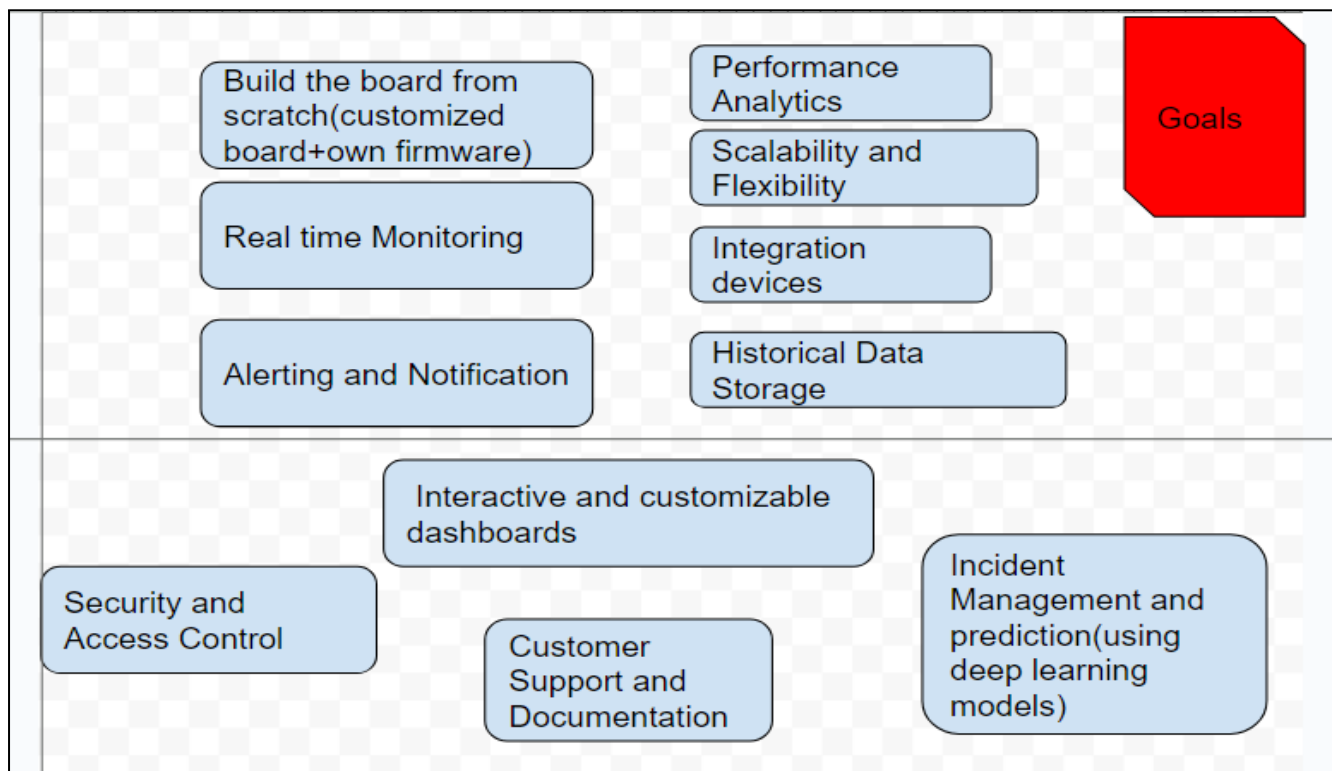 Build the board from
scratch(customized
board+own firmware)
Real time Monitoring
Alerting and Notification
Performance
Analytics
Scalability and
Flexibility
Integration
devices
Historical Data
Storage
Goals
Interactive and customizable
dashboards
Security and
Access Control
Customer
Support and
Documentation
Incident
Management and
prediction(using
deep learning
models)